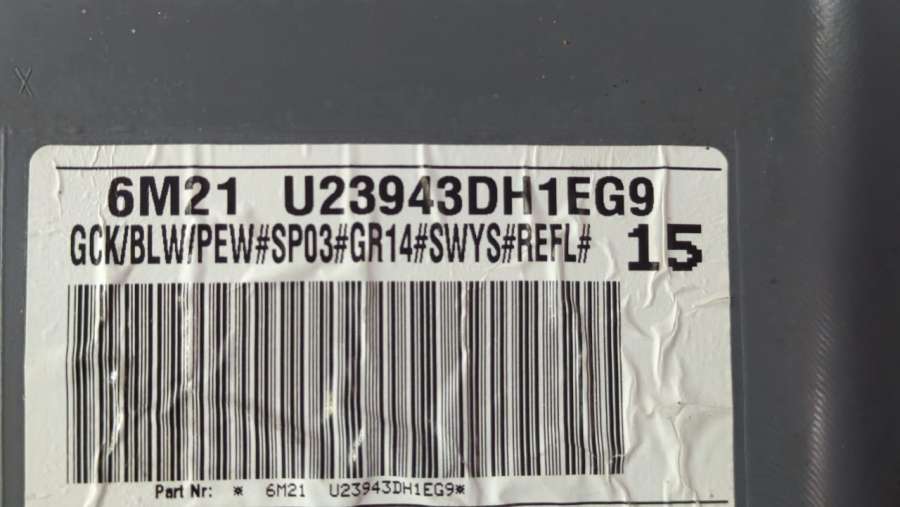 X
6M21 U23943DH1EG9
GCK/BLW/PEW#SP03#GR14#SWYS#REFL# 15
Part Nr: * 6M21 U23943DH1EG9*